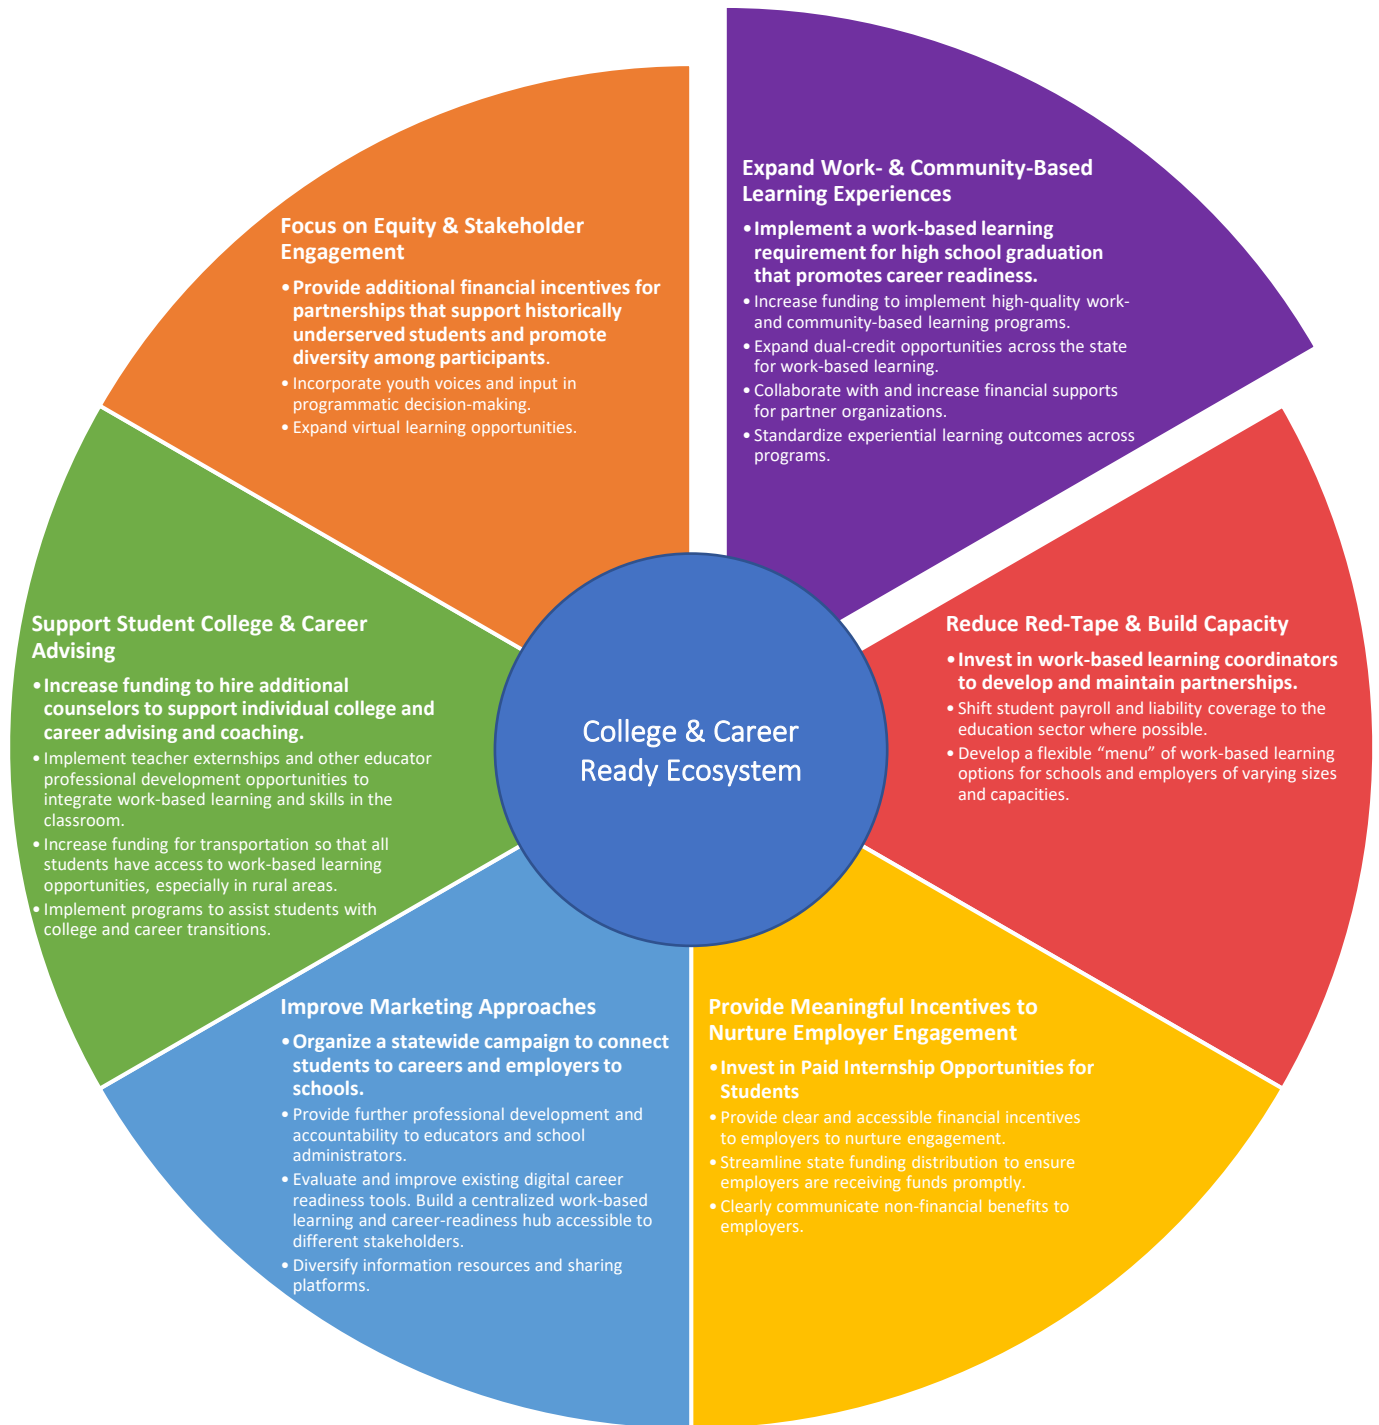 Expand Work- & Community-Based
Learning Experiences
•Implement a work-based learning
requirement for high school graduation
that promotes career readiness.
•Increase funding to implement high-quality work-
and community-based learning programs.
•Expand dual-credit opportunities across the state
for work-based learning.
•Collaborate with and increase financial supports
for partner organizations.
•Standardize experiential learning outcomes across
programs.
Reduce Red-Tape & Build Capacity
•Invest in work-based learning coordinators
to develop and maintain partnerships.
•Shift student payroll and liability coverage to the
education sector where possible.
•Develop a flexible “menu” of work-based learning
options for schools and employers of varying sizes
and capacities.
Provide Meaningful Incentives to
Nurture Employer Engagement
•Invest in Paid Internship Opportunities for
Students
•Provide clear and accessible financial incentives
to employers to nurture engagement.
•Streamline state funding distribution to ensure
employers are receiving funds promptly.
•Clearly communicate non-financial benefits to
employers.
Improve Marketing Approaches
•Organize a statewide campaign to connect
students to careers and employers to
schools.
•Provide further professional development and
accountability to educators and school
administrators.
•Evaluate and improve existing digital career
readiness tools. Build a centralized work-based
learning and career-readiness hub accessible to
different stakeholders.
•Diversify information resources and sharing
platforms.
Support Student College & Career
Advising
•Increase funding to hire additional
counselors to support individual college and
career advising and coaching.
•Implement teacher externships and other educator
professional development opportunities to
integrate work-based learning and skills in the
classroom.
•Increase funding for transportation so that all
students have access to work-based learning
opportunities, especially in rural areas.
•Implement programs to assist students with
college and career transitions.
Focus on Equity & Stakeholder
Engagement
•Provide additional financial incentives for
partnerships that support historically
underserved students and promote
diversity among participants.
•Incorporate youth voices and input in
programmatic decision-making.
•Expand virtual learning opportunities.
College & Career
Ready Ecosystem